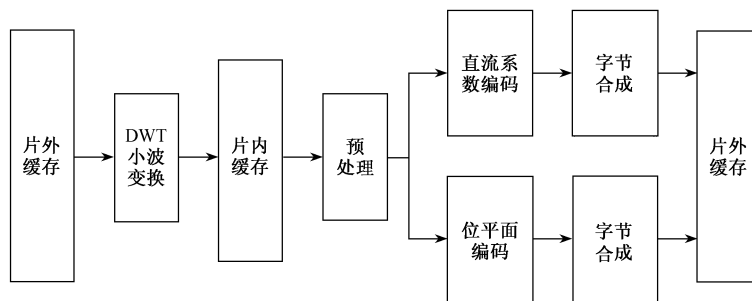 片外
缓存
DWT
小波
变换
片内
缓存
预
处理
直流系
数编码
字节
合成
位平面
编码
字节
合成
片外
缓存